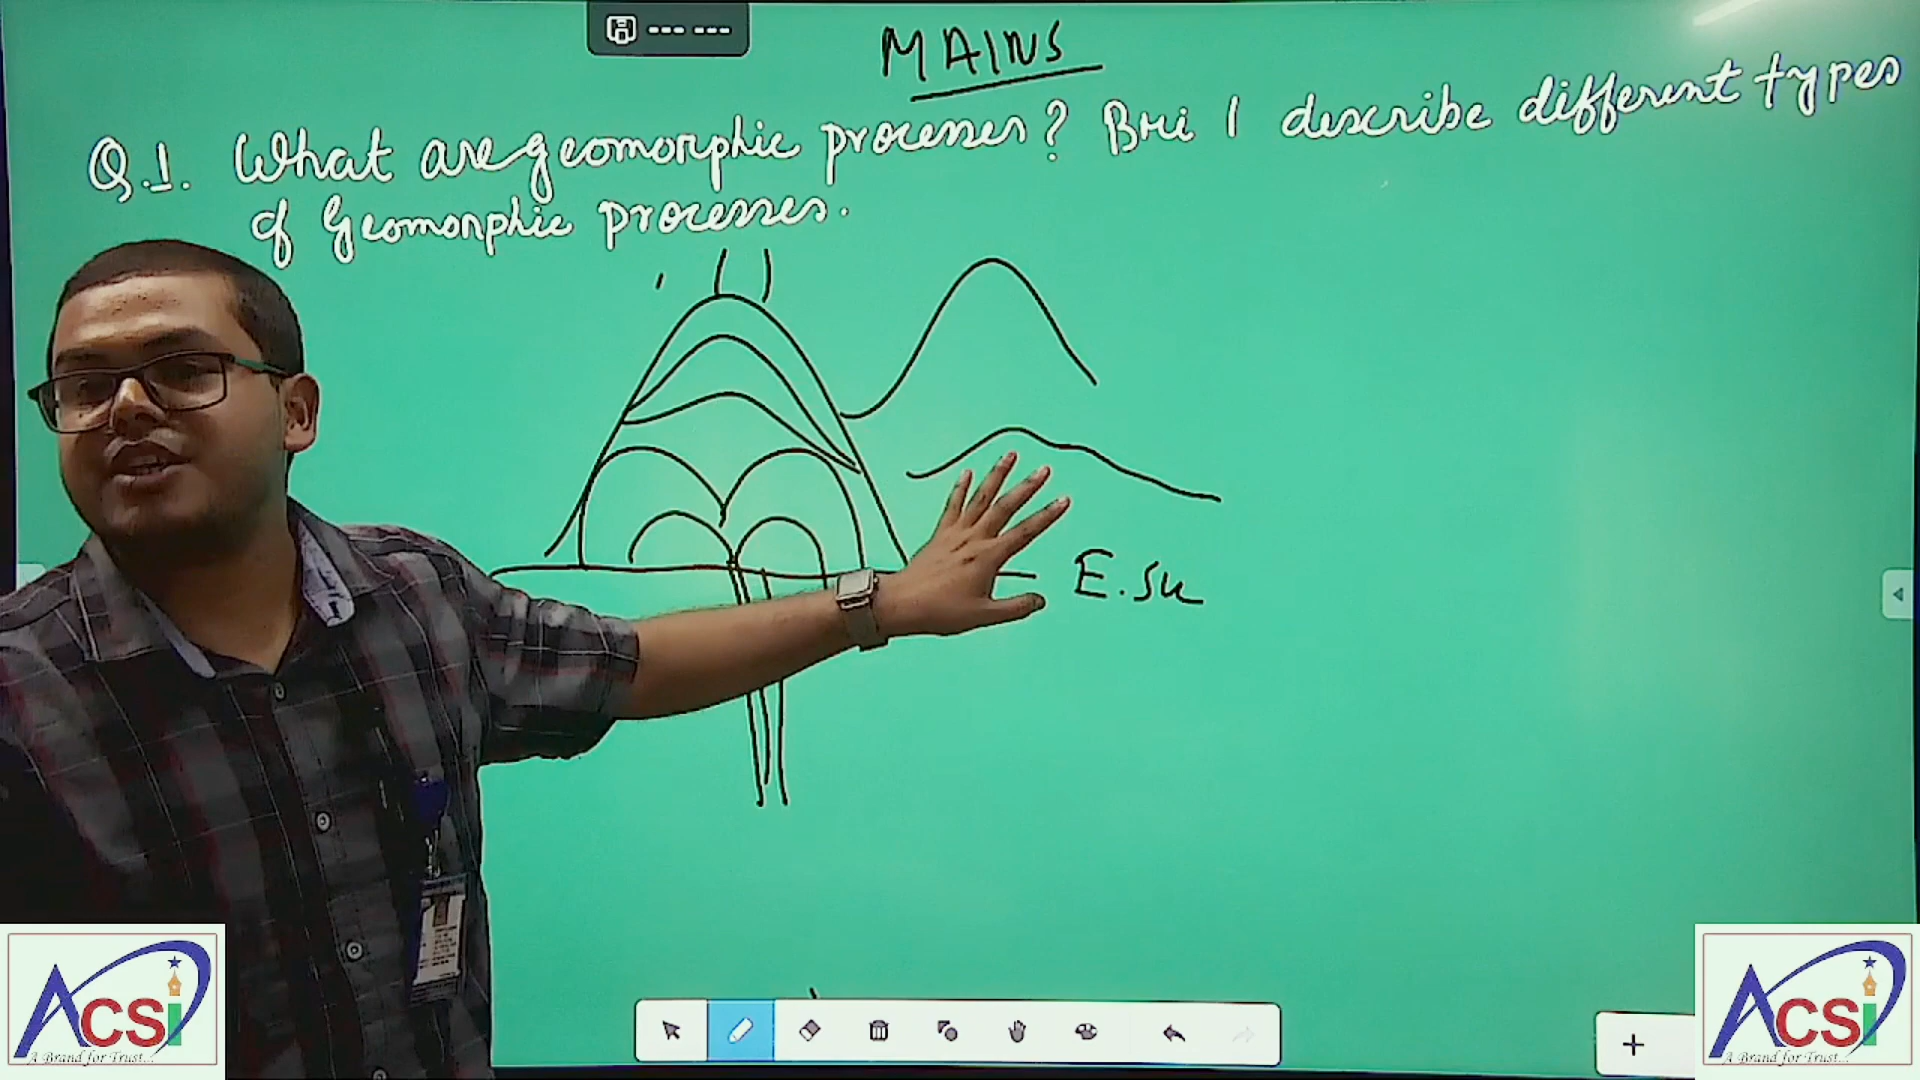 MAINS
Q.1. What are geomorphic processes? Bri describe different types
of Geomorphic processes.
E.Su
ACSi
A Brand for Trust...
ACSi
A Brand for Trust...